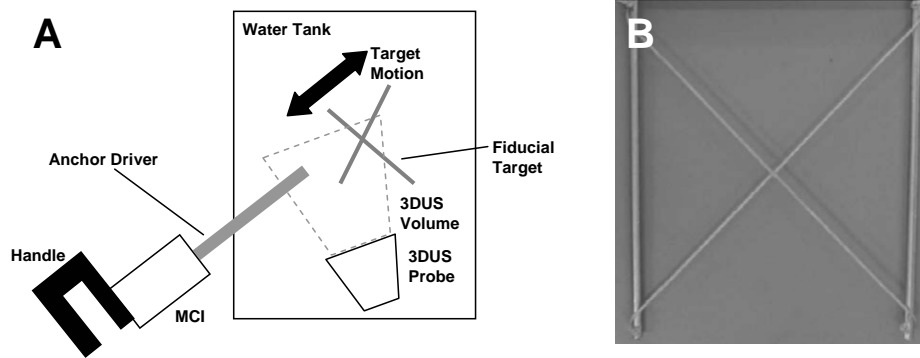 A
Water Tank
Target
Motion
Anchor Driver
Fiducial
Target
3DUS
Volume
3DUS
Probe
Handle
MCI
B